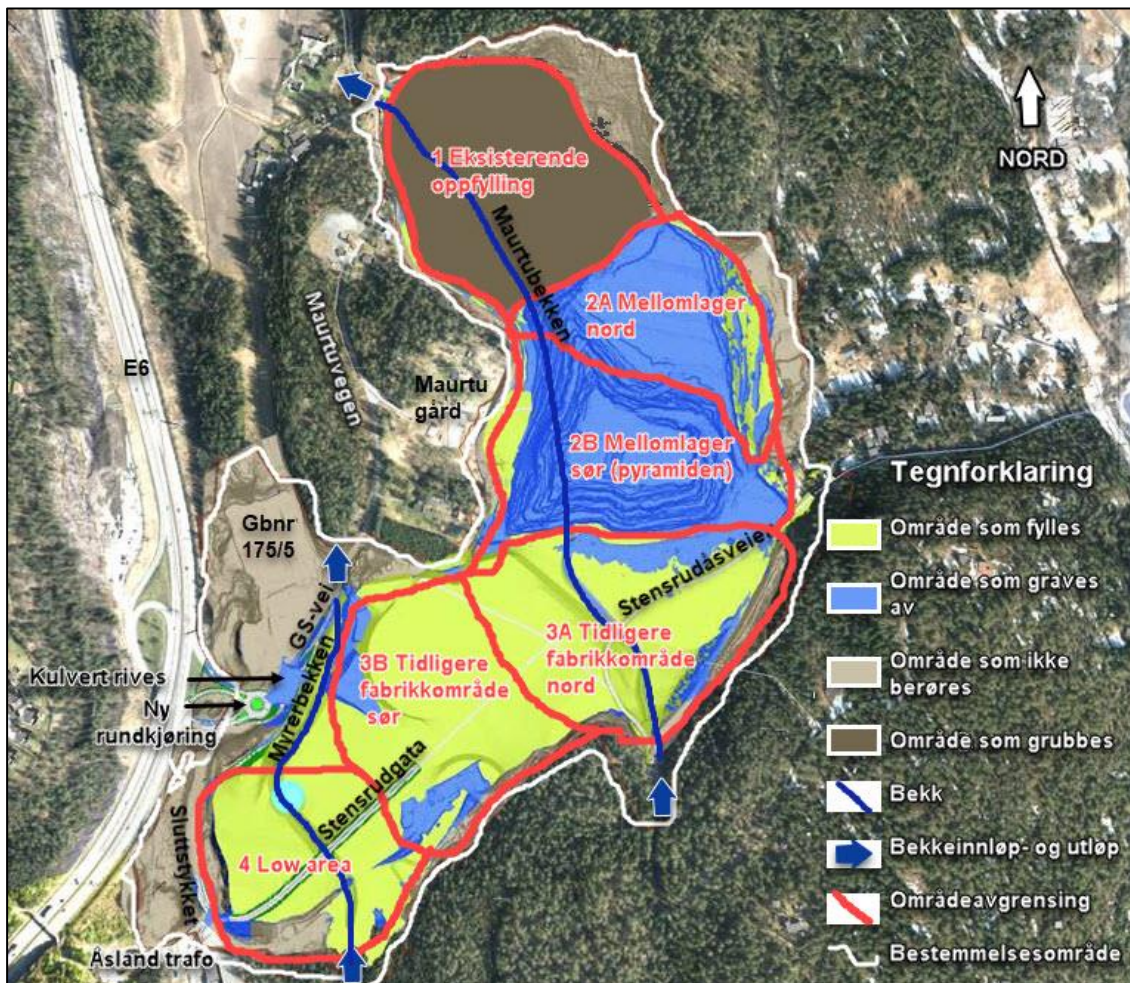 NORD
1 Eksisterende
oppfylling
Maurtubekken
2A Mellomlager
nord
Maurtuvegen
E6
Maurtu
gård
2B Mellomlager
sør (pyramiden)
Gbnr
175/5
GS-vei
Stensrudåsveien
3A Tidligere
fabrikkområde
nord
3B Tidligere
fabrikkområde
sør
Kulvert rives
Ny
rundkjøring
Myrerbekken
Stensrudgata
4 Low area
Sluttstykket
Åsland trafo
Tegnforklaring
Område som fylles
Område som graves
av
Område som ikke
berøres
Område som grubbes
Bekk
Bekkeinnløp- og utløp
Områdeavgrensing
Bestemmelsesområde